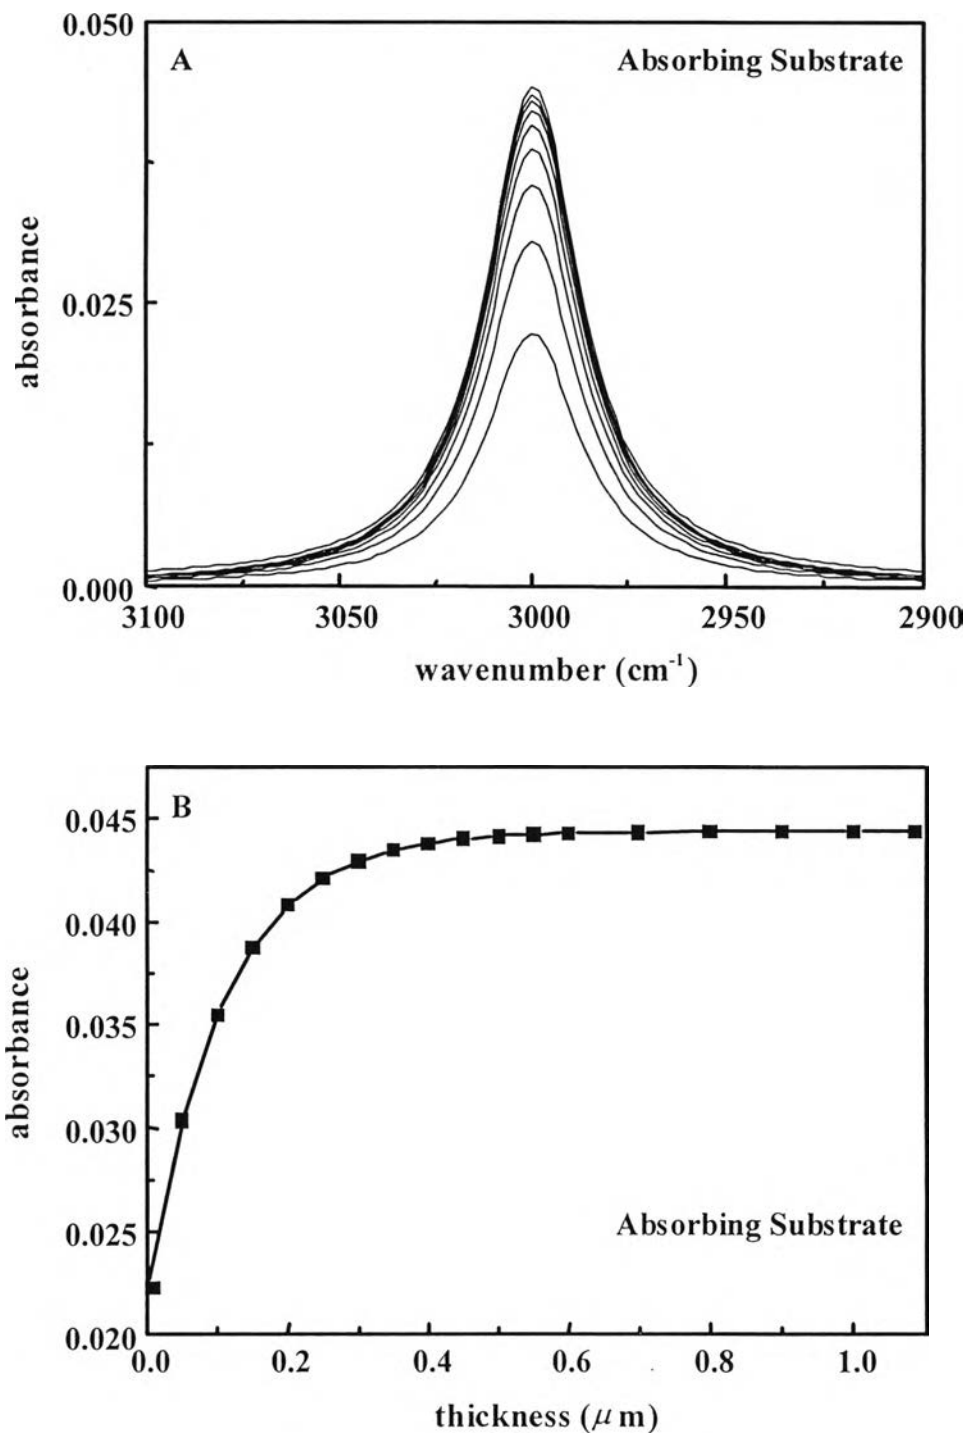 0.050
A
Absorbing Substrate
absorbance
0.025
0.000
3100
3050
3000
2950
2900
wavenumber (cm⁻¹)
B
0.045
0.040
0.035
absorbance
0.030
0.025
Absorbing Substrate
0.020
0.0
0.2
0.4
0.6
0.8
1.0
thickness (μm)